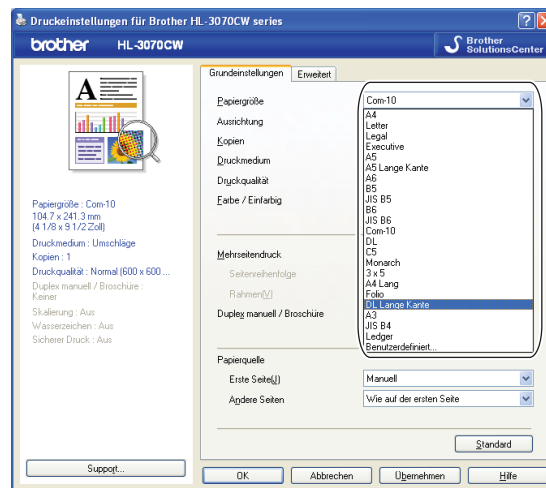 Druckeinstellungen für Brother HL-3070CW series
brother HL-3070CW
Brother
SolutionsCenter
A
Papiergröße : Com-10
104.7 x 241.3 mm
(4 1/8 x 9 1/2 Zoll)
Druckmedium : Umschläge
Kopien : 1
Druckqualität : Normal (600 x 600 ...
Duplex manuell / Broschüre :
Keiner
Skalierung : Aus
Wasserzeichen : Aus
Sicherer Druck : Aus
Support...
Grundeinstellungen Erweitert
Papiergröße Com-10
Ausrichtung
Kopien
Druckmedium
Druckqualität
Farbe / Einfarbig
Mehrseitendruck
Seitenreihenfolge
Rahmen(V)
Duplex manuell / Broschüre
A4
Letter
Legal
Executive
A5
A5 Lange Kante
A6
B5
JIS B5
B6
JIS B6
Com-10
DL
C5
Monarch
3 x 5
A4 Lang
Folio
DL Lange Kante
A3
JIS B4
Ledger
Benutzerdefiniert...
Papierquelle
Erste Seite(J) Manuell
Andere Seiten Wie auf der ersten Seite
Standard
OK Abbrechen Übernehmen Hilfe